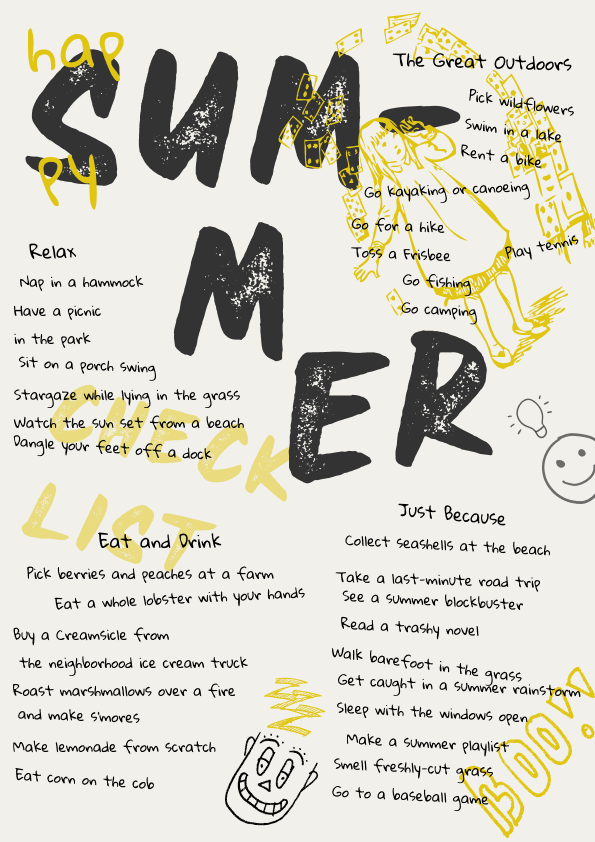 hap
py
SUM
M
ER
CHECK
LIST
The Great Outdoors
Pick wildflowers
Swim in a lake
Rent a bike
Go kayaking or canoeing
Go for a hike
Toss a Frisbee
Play tennis
Go fishing
Go camping
Relax
Nap in a hammock
Have a picnic
in the park
Sit on a porch swing
Stargaze while lying in the grass
Watch the sun set from a beach
Dangle your feet off a dock
Eat and Drink
Pick berries and peaches at a farm
Eat a whole lobster with your hands
Buy a Creamsicle from
the neighborhood ice cream truck
Roast marshmallows over a fire
and make s'mores
Make lemonade from scratch
Eat corn on the cob
Just Because
Collect seashells at the beach
Take a last-minute road trip
See a summer blockbuster
Read a trashy novel
Walk barefoot in the grass
Get caught in a summer rainstorm
Sleep with the windows open
Make a summer playlist
Smell freshly-cut grass
Go to a baseball game
BOO!